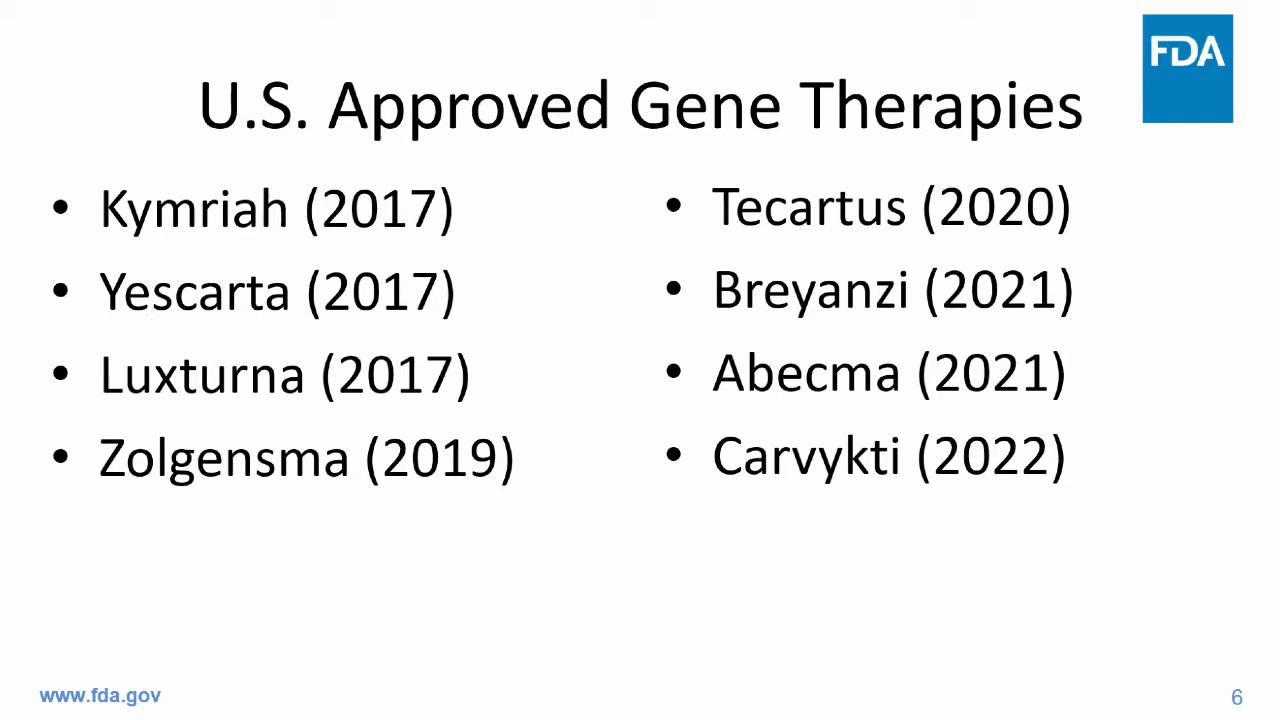 FDA
U.S. Approved Gene Therapies
• Kymriah (2017)
• Yescarta (2017)
• Luxturna (2017)
• Zolgensma (2019)
• Tecartus (2020)
• Breyanzi (2021)
• Abecma (2021)
• Carvykti (2022)
www.fda.gov
6